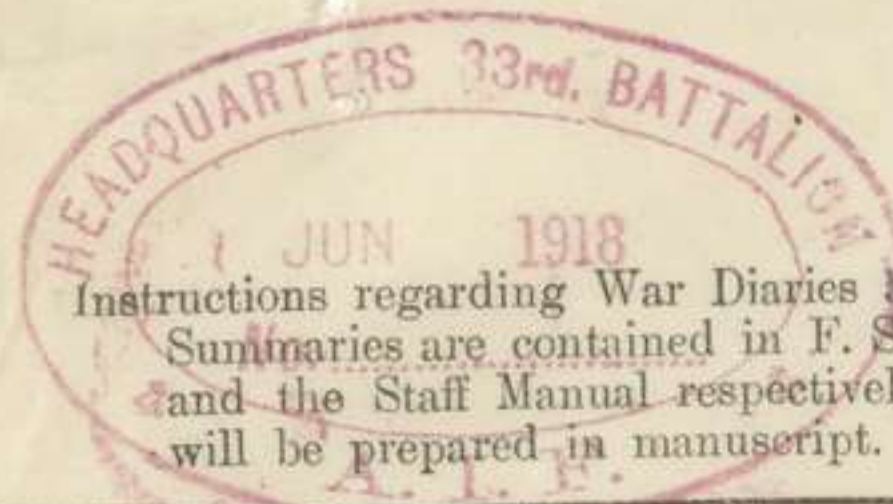 HEADQUARTERS 33rd. BATTALION
1 JUN 1918
Instructions regarding War Diaries
Summaries are contained in F. S
and the Staff Manual respectivel
will be prepared in manuscript.
A. I. F.